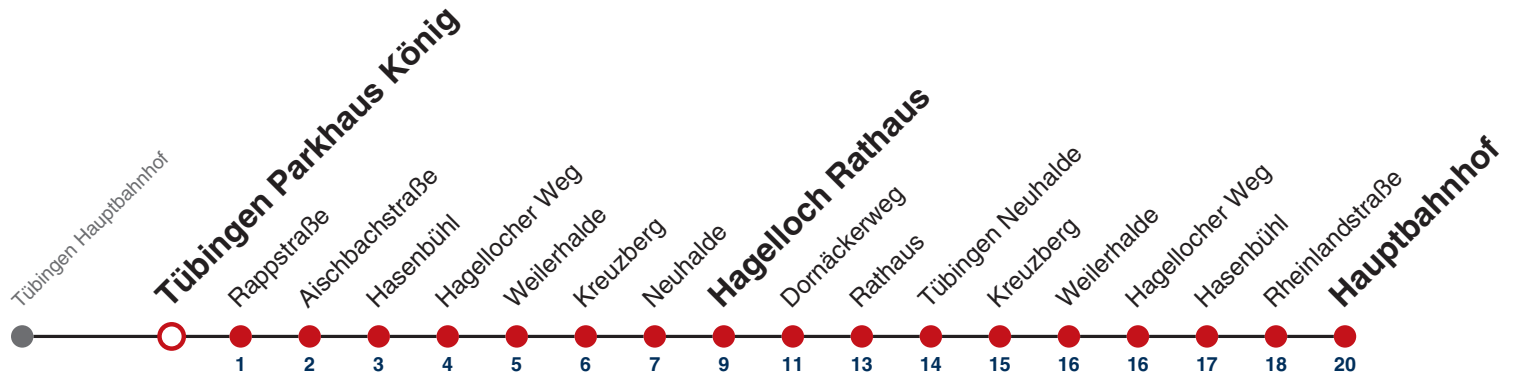 Tübingen Hauptbahnhof
Tübingen Parkhaus König
Rappstraße
Aischbachstraße
Hasenbühl
Hagellocher Weg
Weilerhalde
Kreuzberg
Neuhalde
Hagelloch Rathaus
Dornäckerweg
Rathaus
Tübingen Neuhalde
Kreuzberg
Weilerhalde
Hagellocher Weg
Hasenbühl
Rheinlandstraße
Hauptbahnhof
1 2 3 4 5 6 7 9 11 13 14 15 16 16 17 18 20